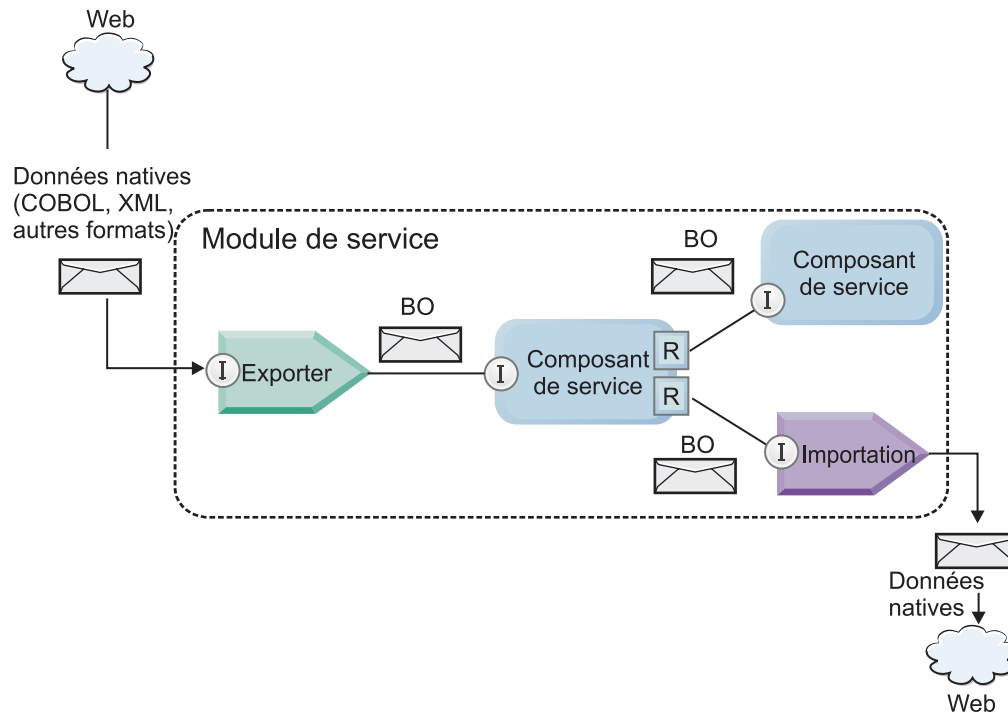 Web
Données natives
(COBOL, XML,
autres formats)
Module de service
BO
Composant
de service
I
BO
I
Exporter
I
Composant
de service
R
R
BO
I
Importation
Données
natives
Web